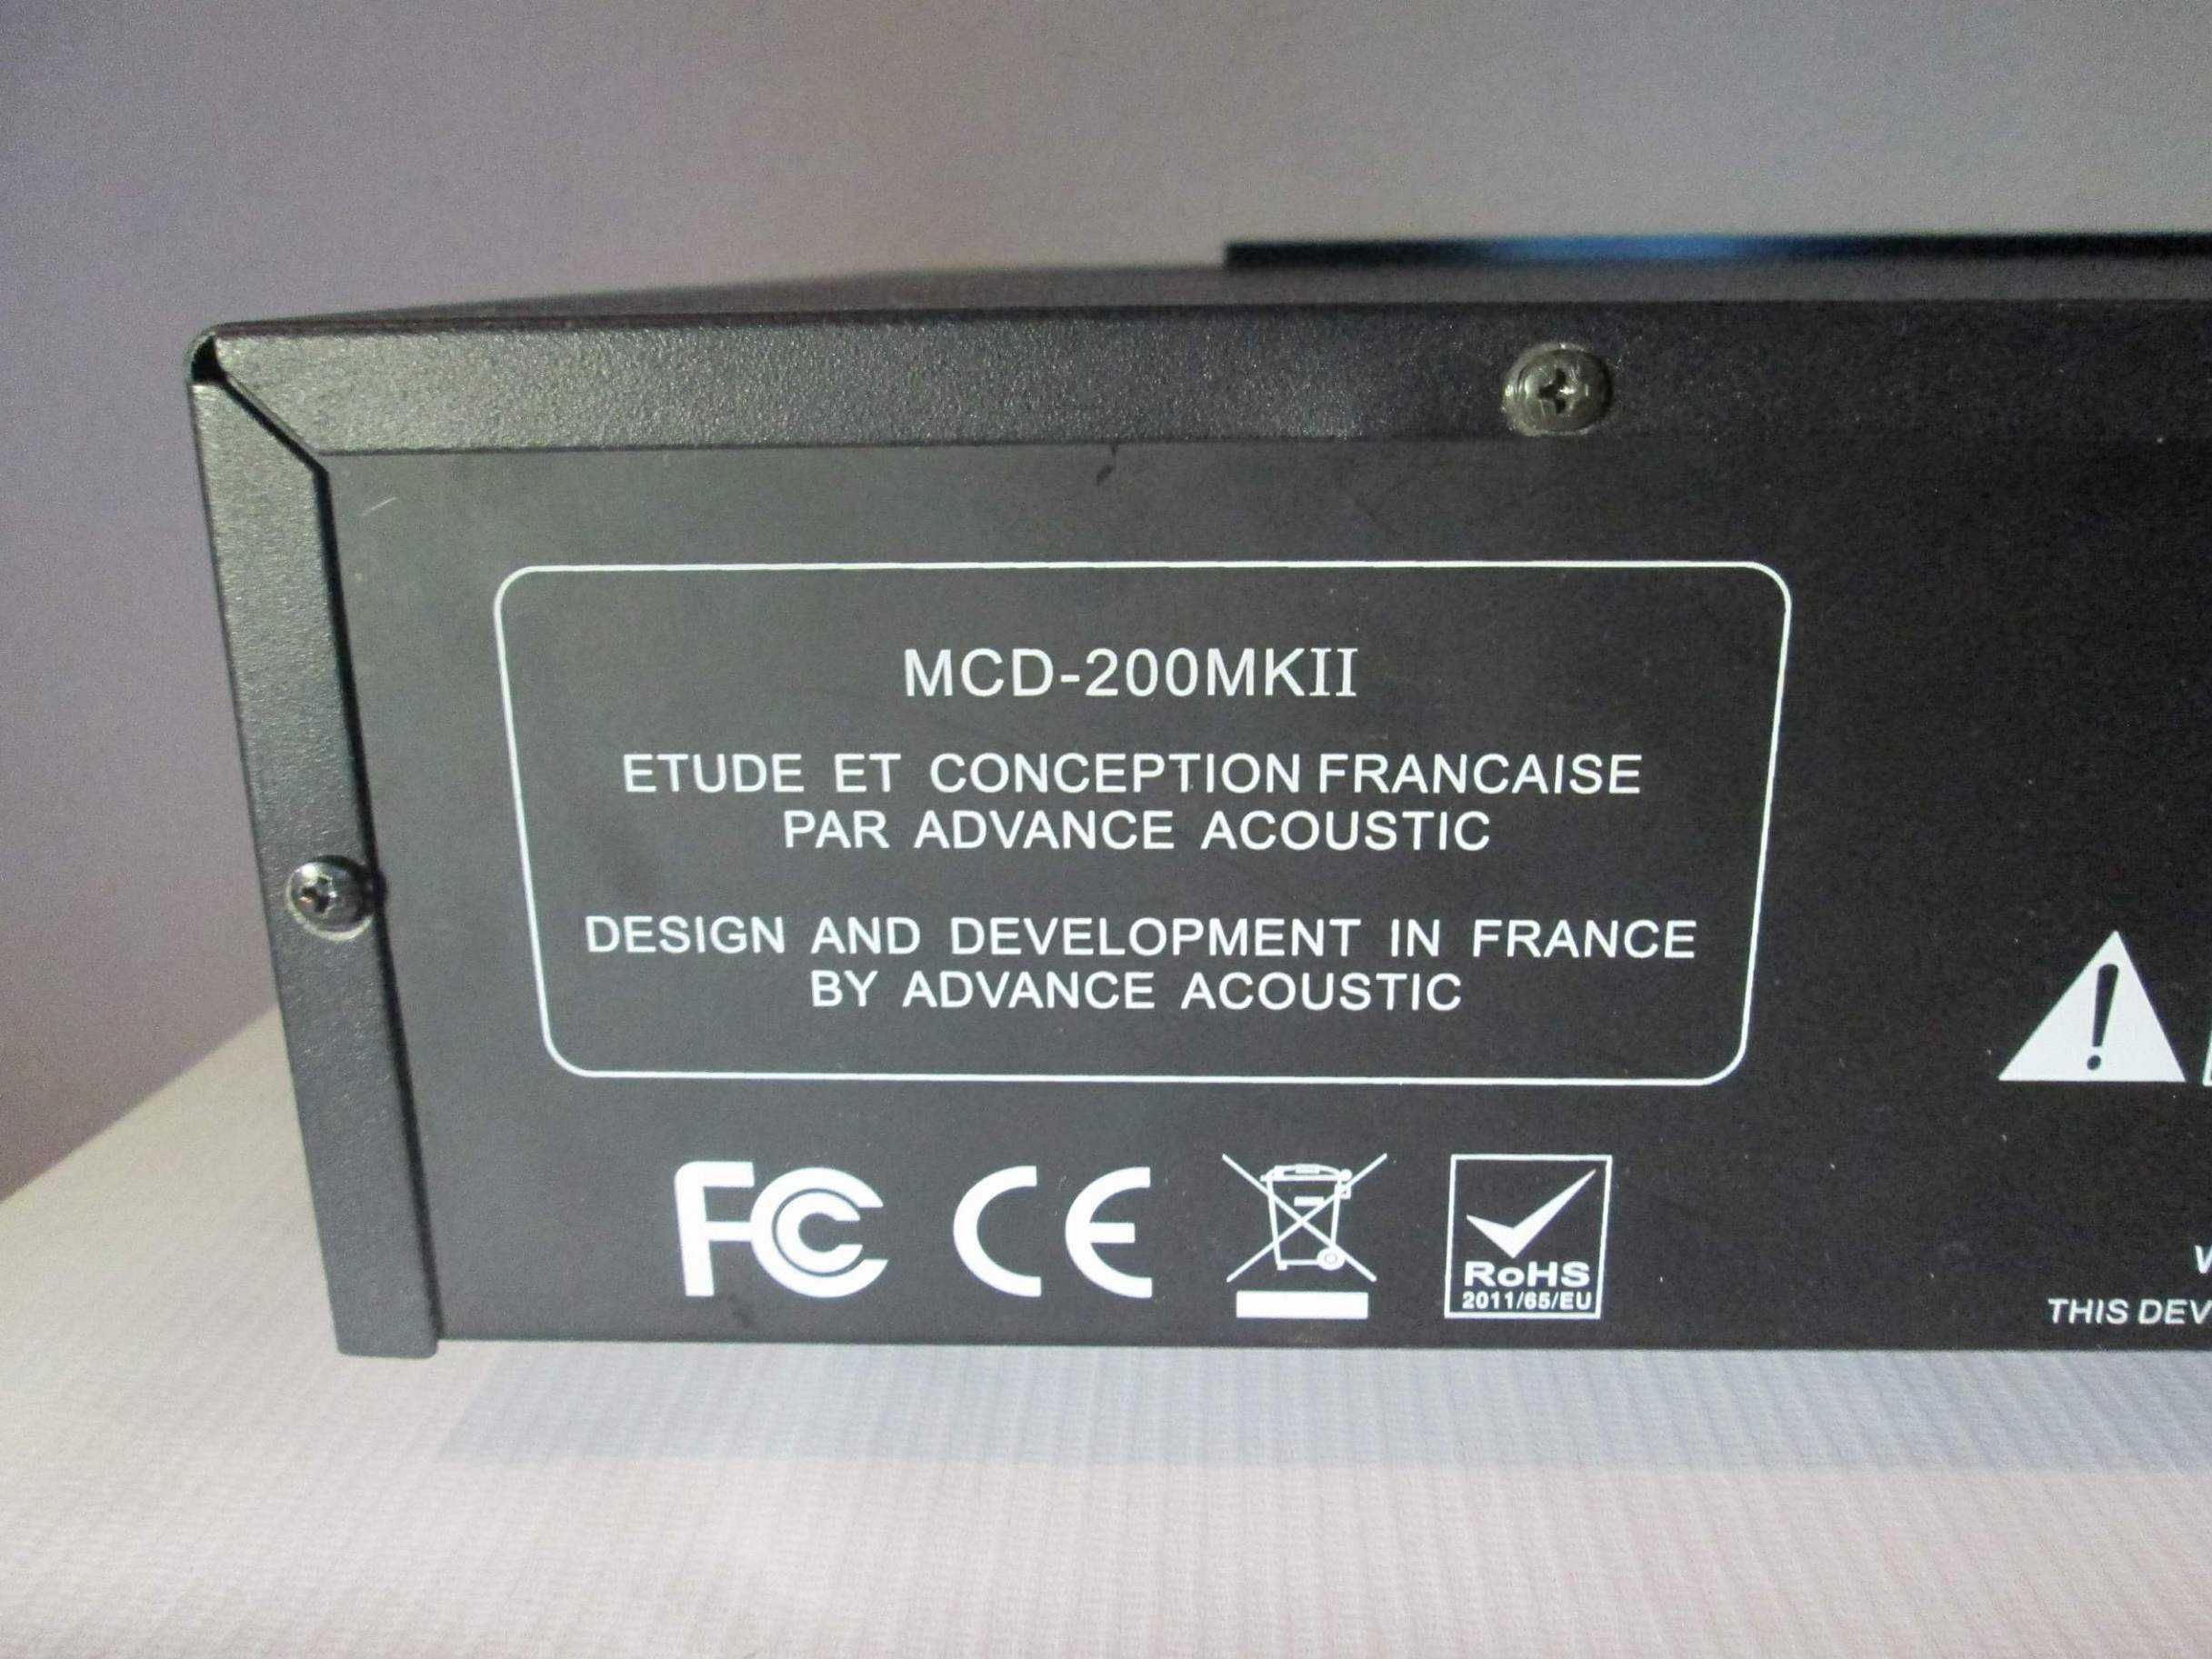 MCD-200MKII
ETUDE ET CONCEPTION FRANCAISE
PAR ADVANCE ACOUSTIC
DESIGN AND DEVELOPMENT IN FRANCE
BY ADVANCE ACOUSTIC
FC CE
RoHS
2011/65/EU
THIS